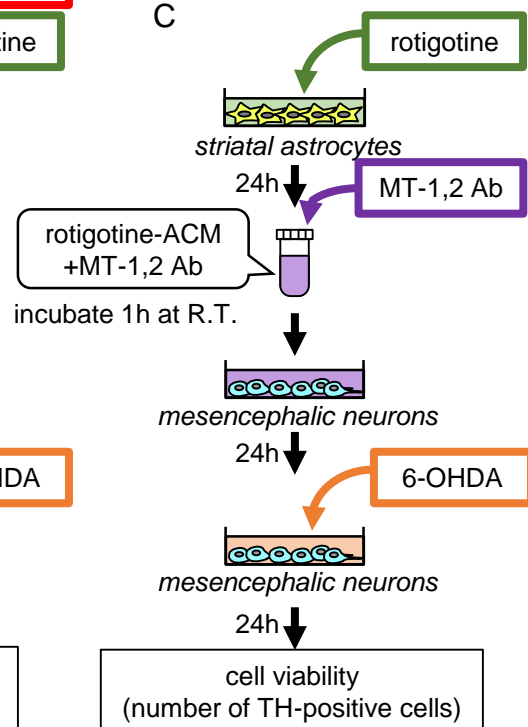 C
tine
rotigotine
striatal astrocytes
24h
MT-1,2 Ab
rotigotine-ACM
+MT-1,2 Ab
incubate 1h at R.T.
mesencephalic neurons
24h
HDA
6-OHDA
mesencephalic neurons
24h
cell viability
(number of TH-positive cells)